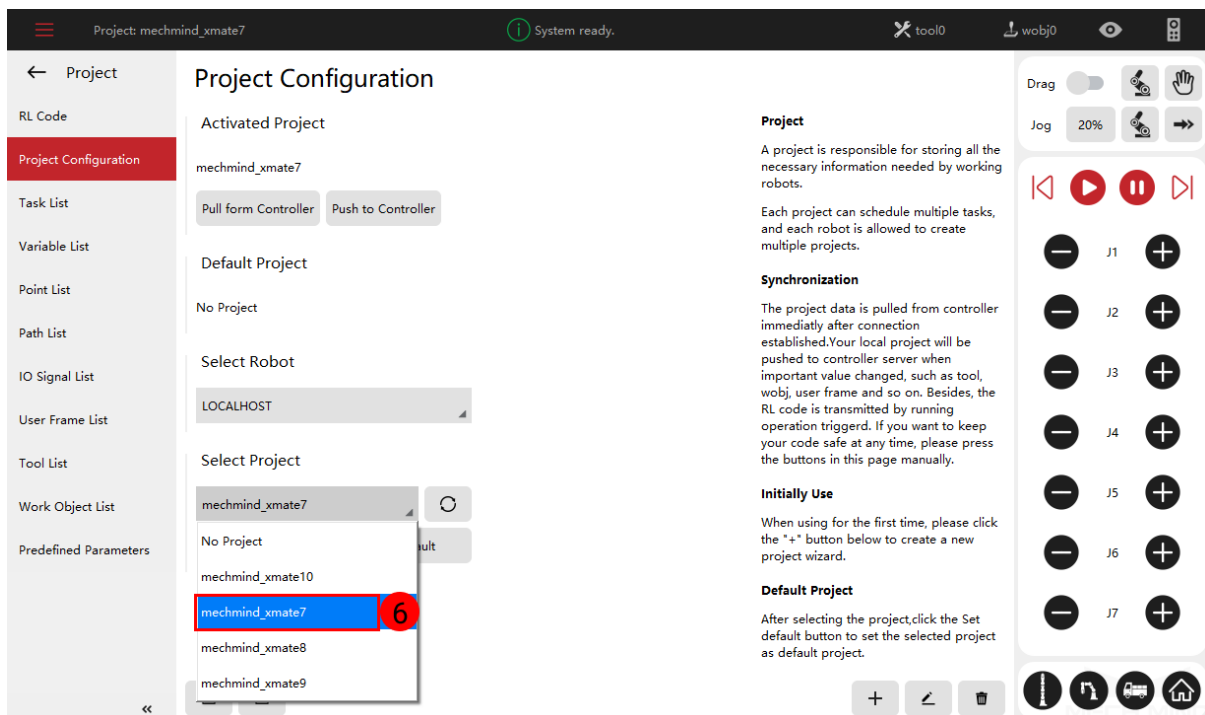 Project: mechmind_xmate7
System ready.
tool0
wobj0
Project
RL Code
Project Configuration
Task List
Variable List
Point List
Path List
IO Signal List
User Frame List
Tool List
Work Object List
Predefined Parameters
«
Project Configuration
Activated Project
mechmind_xmate7
Pull form Controller
Push to Controller
Default Project
No Project
Select Robot
LOCALHOST
Select Project
mechmind_xmate7
No Project
mechmind_xmate10
mechmind_xmate7
6
mechmind_xmate8
mechmind_xmate9
Project
A project is responsible for storing all the
necessary information needed by working
robots.
Each project can schedule multiple tasks,
and each robot is allowed to create
multiple projects.
Synchronization
The project data is pulled from controller
immediatly after connection
established.Your local project will be
pushed to controller server when
important value changed, such as tool,
wobj, user frame and so on. Besides, the
RL code is transmitted by running
operation triggerd. If you want to keep
your code safe at any time, please press
the buttons in this page manually.
Initially Use
When using for the first time, please click
the "+" button below to create a new
project wizard.
Default Project
After selecting the project,click the Set
default button to set the selected project
as default project.
Drag
Jog
20%
J1
J2
J3
J4
J5
J6
J7